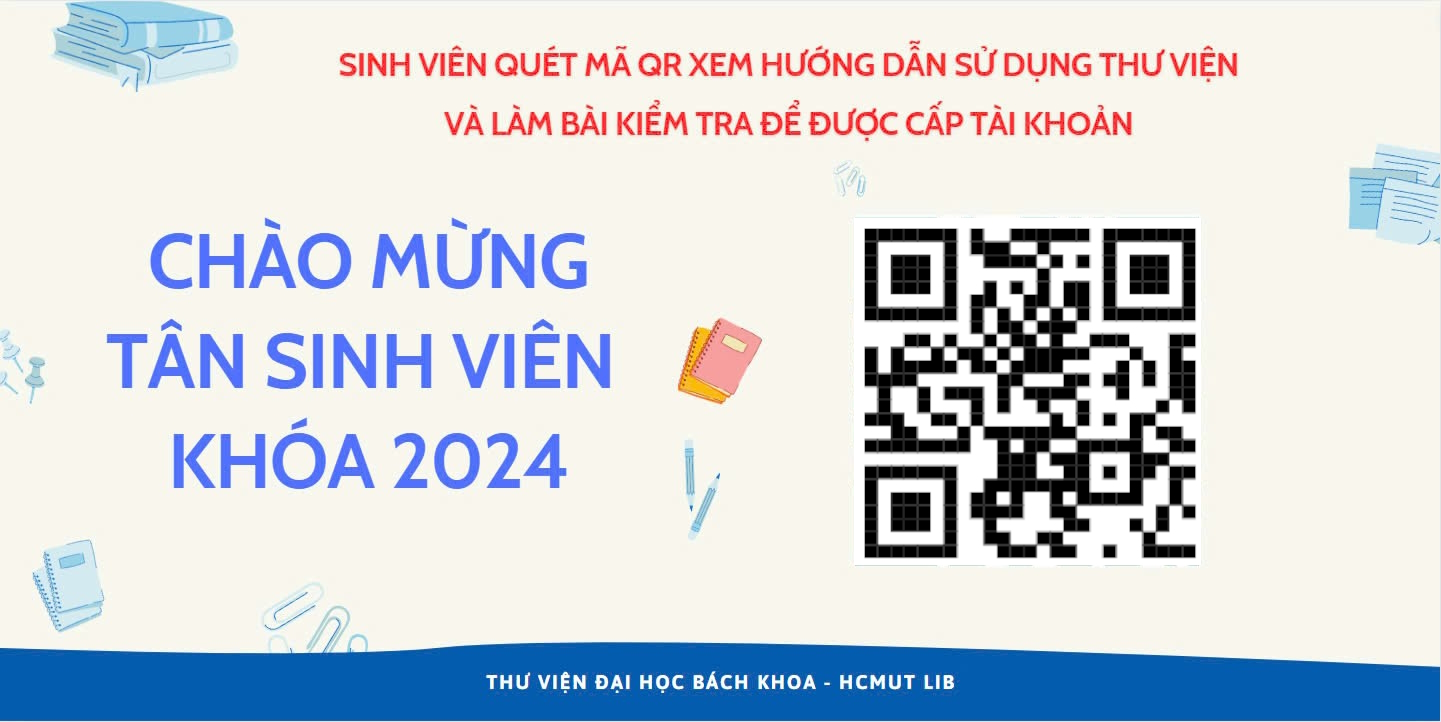 SINH VIÊN QUÉT MÃ QR XEM HƯỚNG DẪN SỬ DỤNG THƯ VIỆN
VÀ LÀM BÀI KIỂM TRA ĐỂ ĐƯỢC CẤP TÀI KHOẢN
CHÀO MỪNG
TÂN SINH VIÊN
KHÓA 2024
THƯ VIỆN ĐẠI HỌC BÁCH KHOA - HCMUT LIB